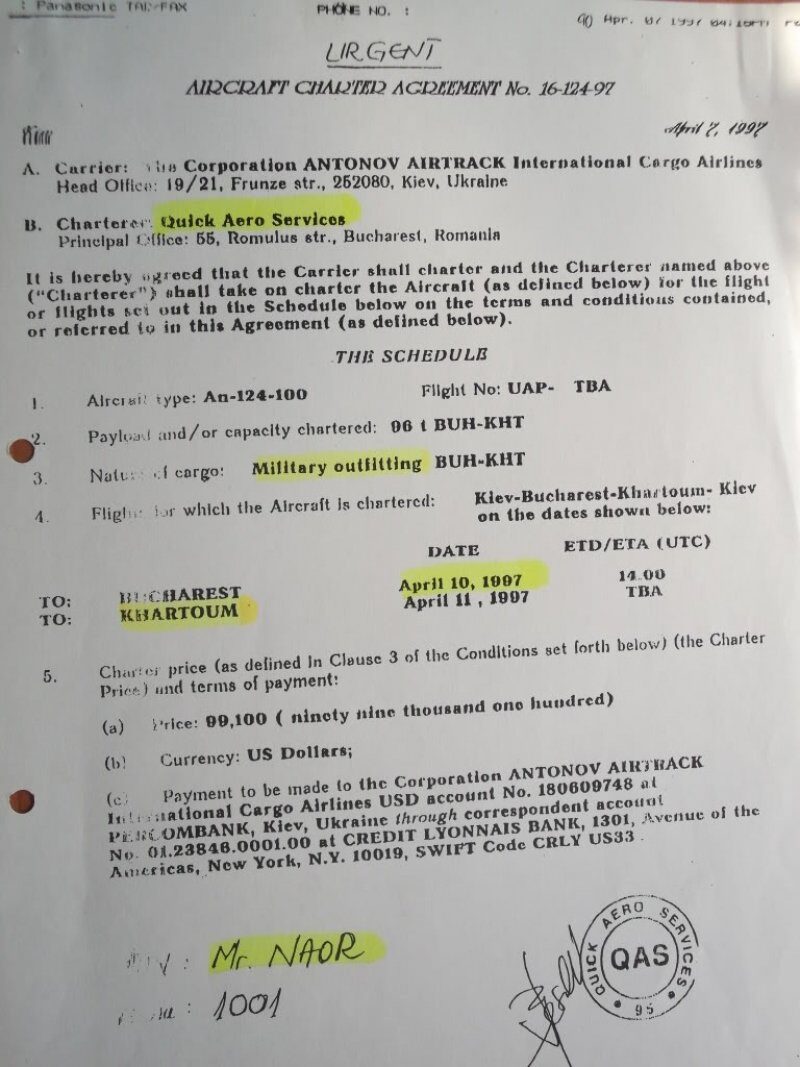 : Panasonic TAD/FAX
PHONE NO. :
Apr. 07 1997 04:18PM
URGENT
AIRCRAFT CHARTER AGREEMENT No. 16-124-97
Kiev
April 7, 1997
A. Carrier: The Corporation ANTONOV AIRTRACK International Cargo Airlines
Head Office: 19/21, Frunze str., 252080, Kiev, Ukraine
B. Charterer: Quick Aero Services
Principal Office: 55, Romulus str., Bucharest, Romania
It is hereby agreed that the Carrier shall charter and the Charterer named above
("Charterer") shall take on charter the Aircraft (as defined below) for the flight
or flights set out in the Schedule below on the terms and conditions contained,
or referred to in this Agreement (as defined below).
THE SCHEDULE
1. Aircraft type: An-124-100 Flight No: UAP- TBA
2. Payload and/or capacity chartered: 96 t BUH-KHT
3. Nature of cargo: Military outfitting BUH-KHT
4. Flights for which the Aircraft is chartered: Kiev-Bucharest-Khartoum- Kiev
on the dates shown below:
DATE ETD/ETA (UTC)
TO: BUCHAREST April 10, 1997 14.00
TO: KHARTOUM April 11 , 1997 TBA
5. Charter price (as defined in Clause 3 of the Conditions set forth below) (the Charter
Price) and terms of payment:
(a) Price: 99,100 ( ninety nine thousand one hundred)
(b) Currency: US Dollars;
(c) Payment to be made to the Corporation ANTONOV AIRTRACK
International Cargo Airlines USD account No. 180609748 at
PERCOMBANK, Kiev, Ukraine through correspondent account
No. 01.23846.0001.00 at CREDIT LYONNAIS BANK, 1301, Avenue of the
Americas, New York, N.Y. 10019, SWIFT Code CRLY US33
: Mr. NAOR
: 1001
QUICK AERO SERVICES
QAS
95